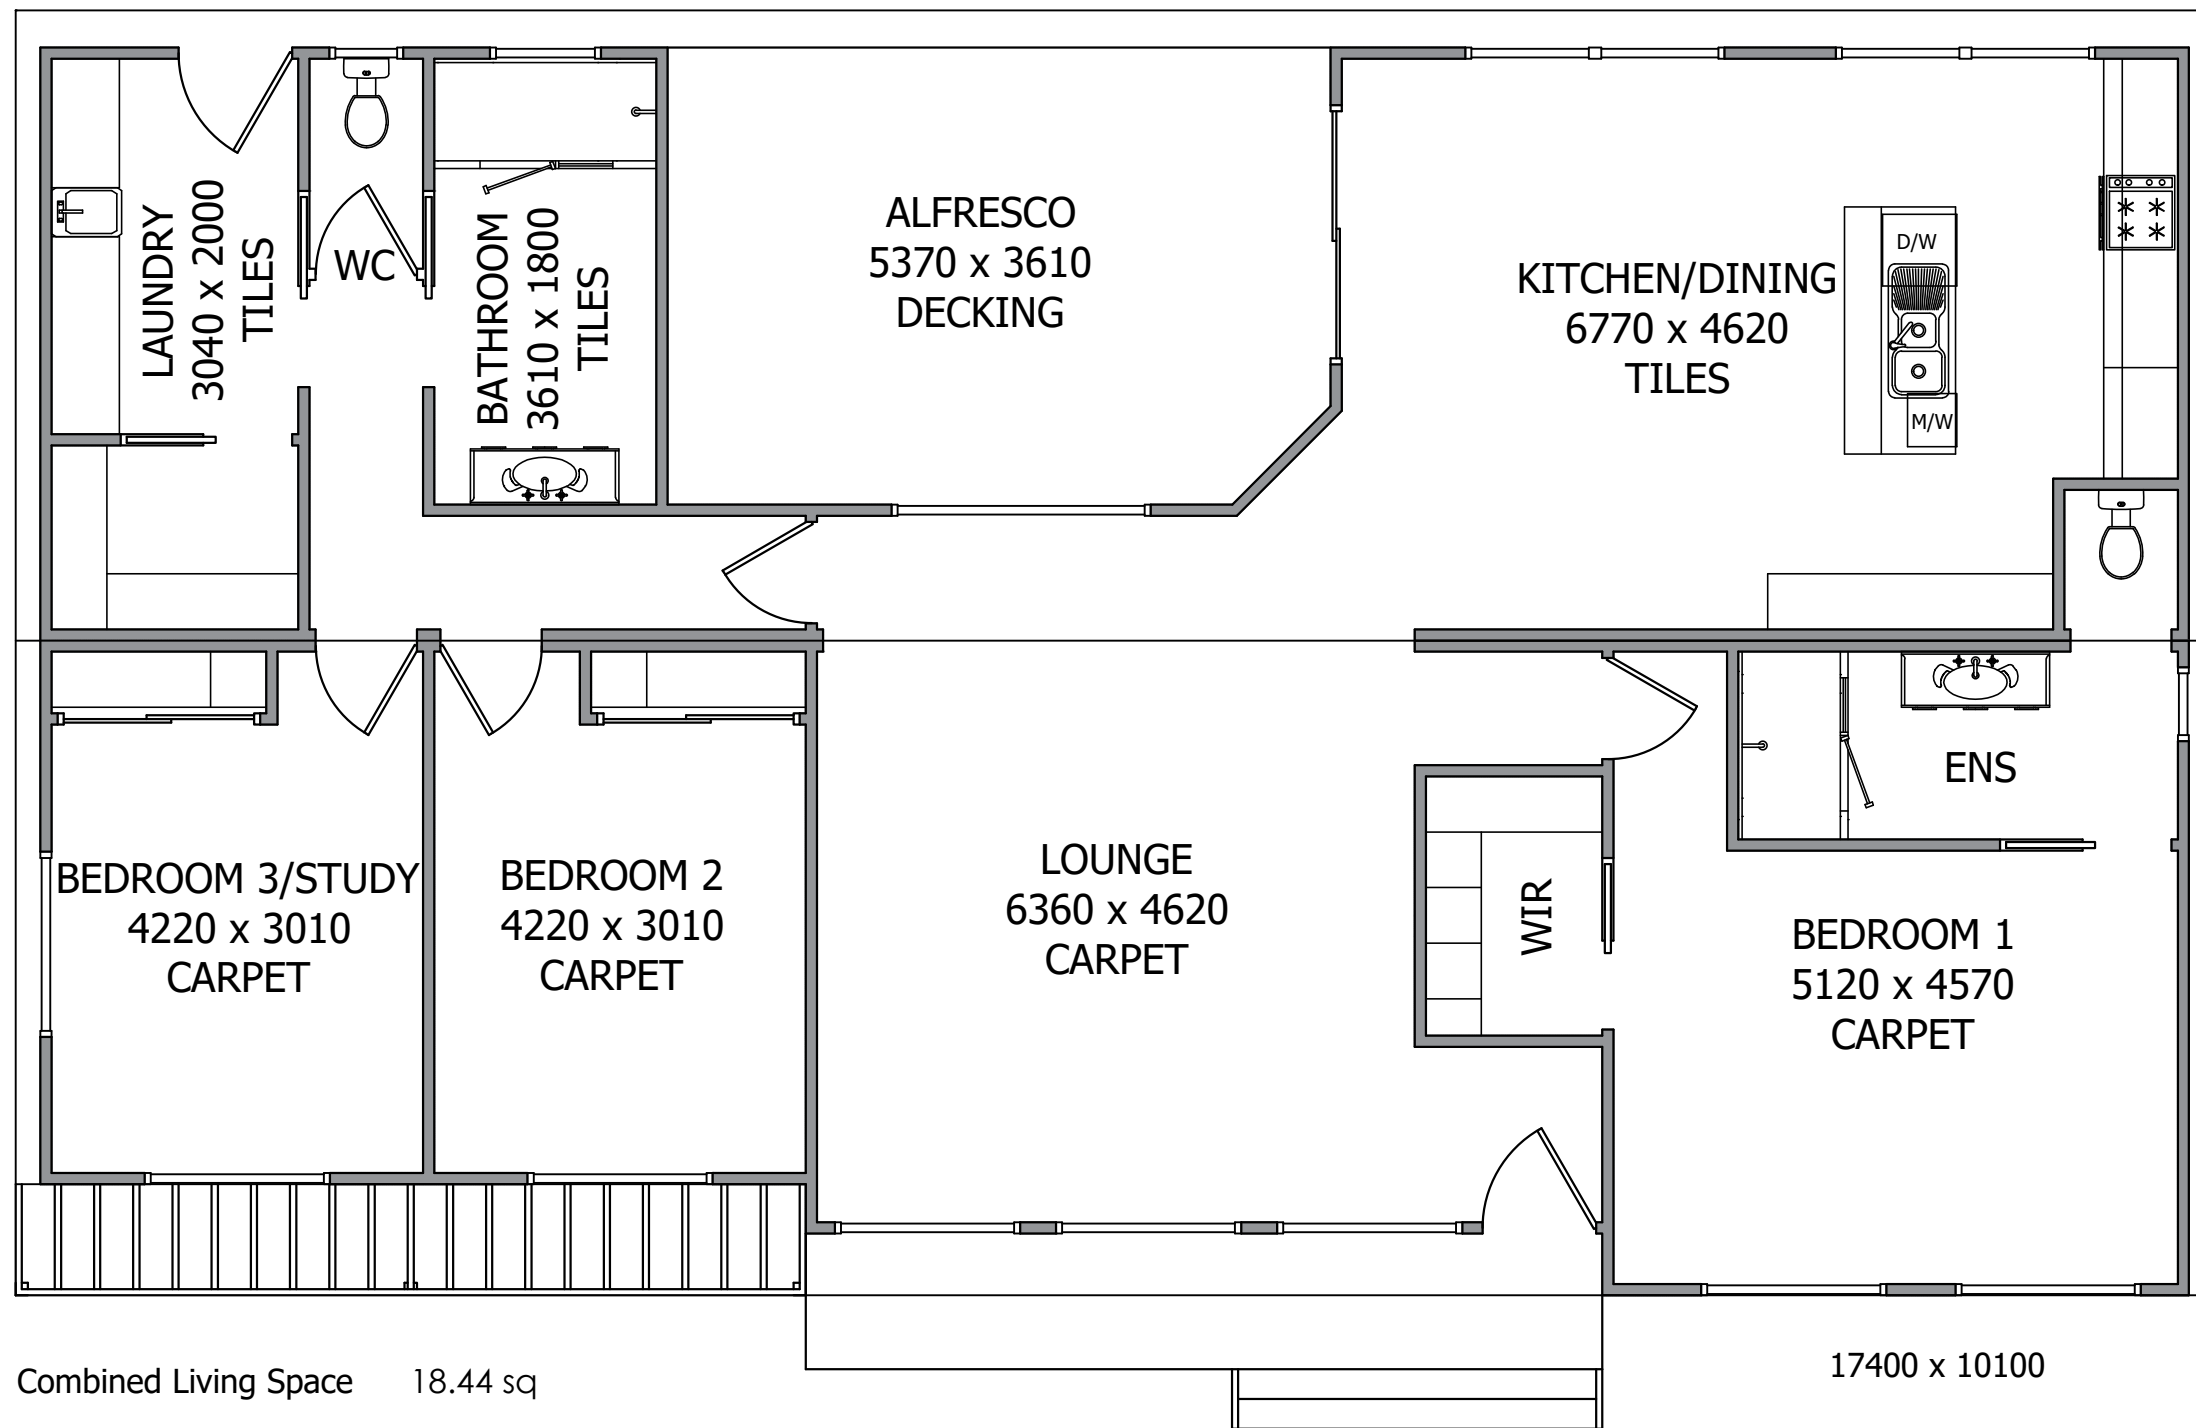 LAUNDRY
3040 x 2000
TILES
WC
BATHROOM
3610 x 1800
TILES
ALFRESCO
5370 x 3610
DECKING
KITCHEN/DINING
6770 x 4620
TILES
D/W
M/W
BEDROOM 3/STUDY
4220 x 3010
CARPET
BEDROOM 2
4220 x 3010
CARPET
LOUNGE
6360 x 4620
CARPET
WIR
ENS
BEDROOM 1
5120 x 4570
CARPET
Combined Living Space 18.44 sq
17400 x 10100